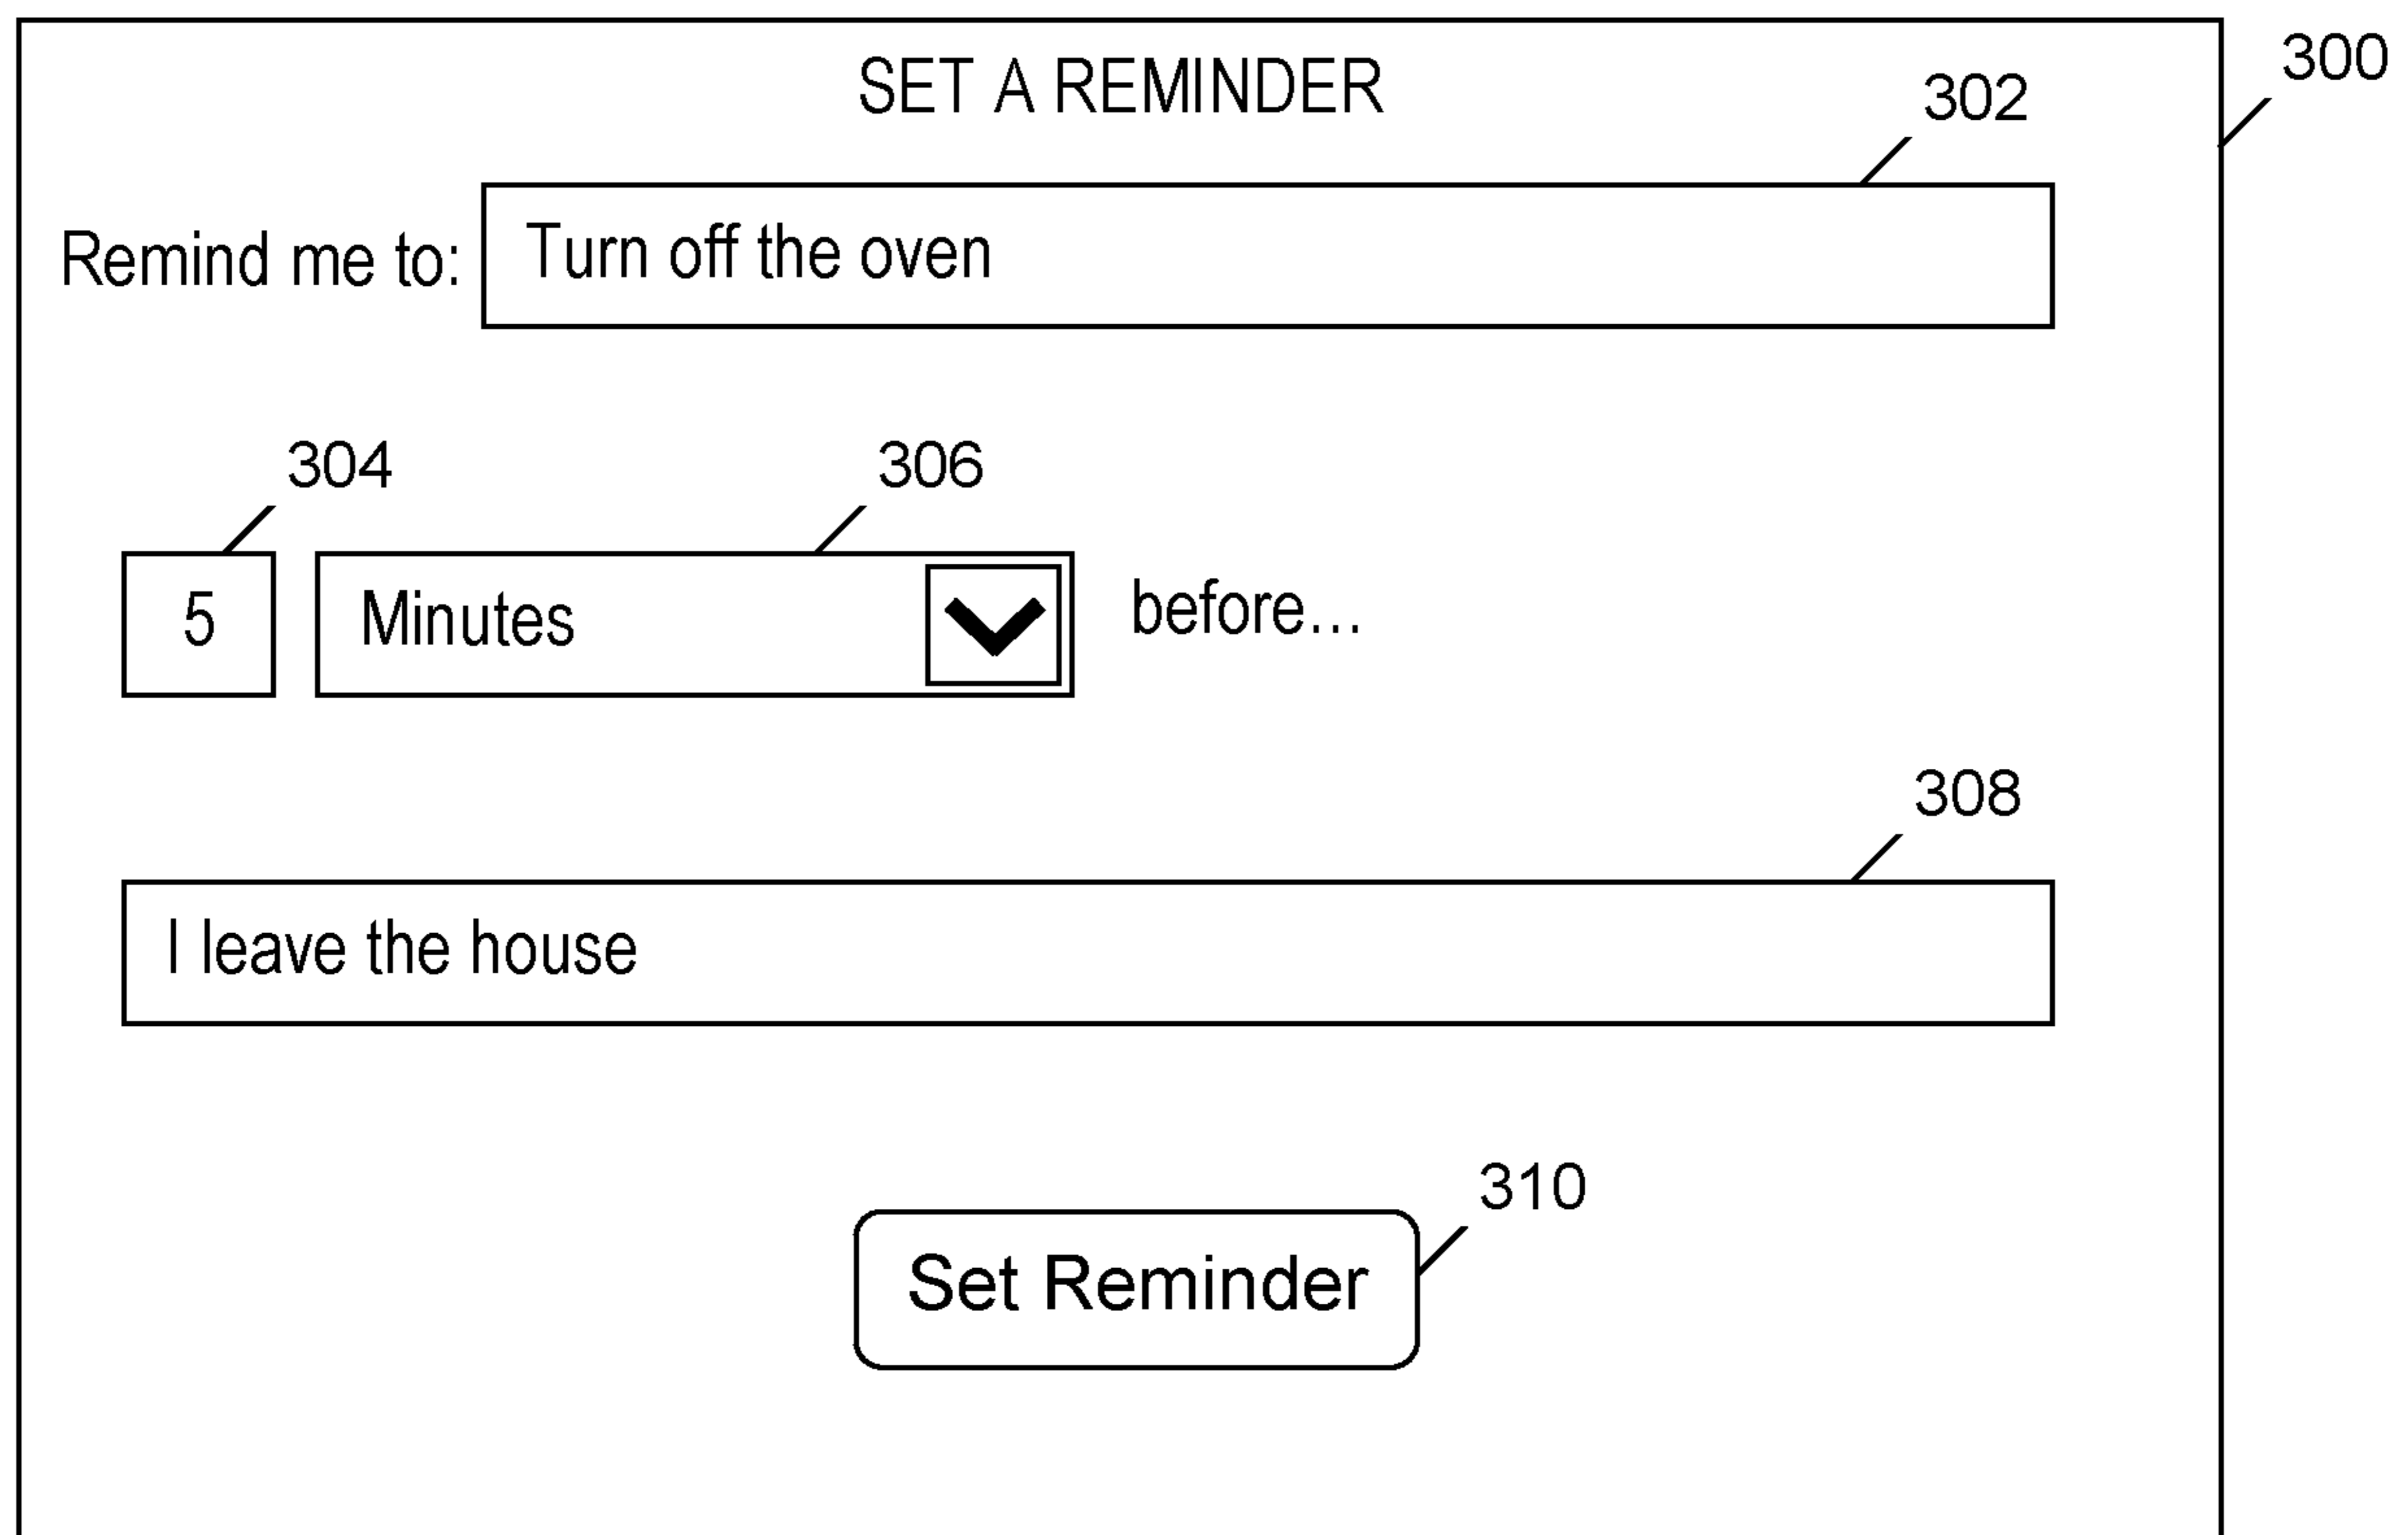 SET A REMINDER
300
302
Remind me to: Turn off the oven
304 306
5 Minutes before...
308
I leave the house
310
Set Reminder